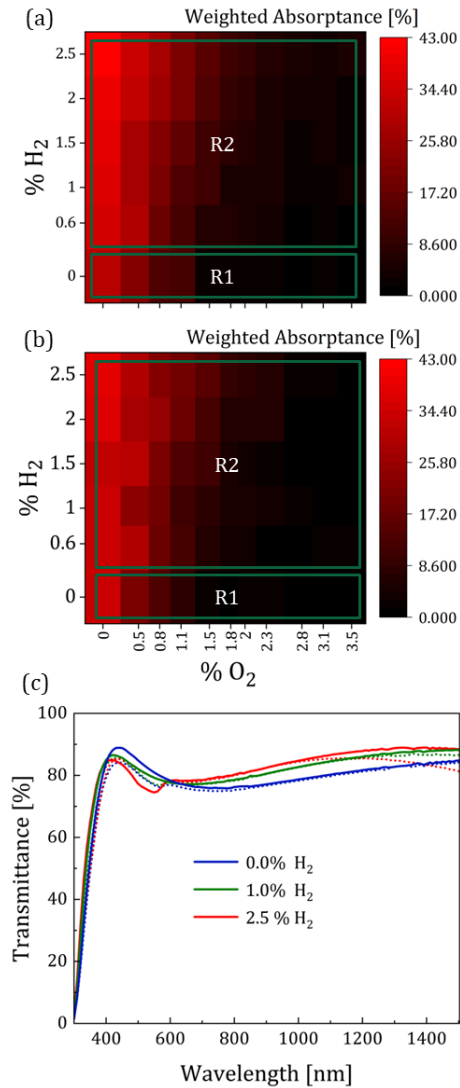 (a)
Weighted Absorptance [%]
% H₂
2.5
2
1.5
1
0.6
0
R2
R1
43.00
34.40
25.80
17.20
8.600
0.000
(b)
Weighted Absorptance [%]
% H₂
2.5
2
1.5
1
0.6
0
R2
R1
43.00
34.40
25.80
17.20
8.600
0.000
0 0.5 0.8 1.1 1.5 1.8 2 2.3 2.8 3.1 3.5
% O₂
(c)
Transmittance [%]
100
80
60
40
20
0
0.0% H₂
1.0% H₂
2.5 % H₂
400 600 800 1000 1200 1400
Wavelength [nm]